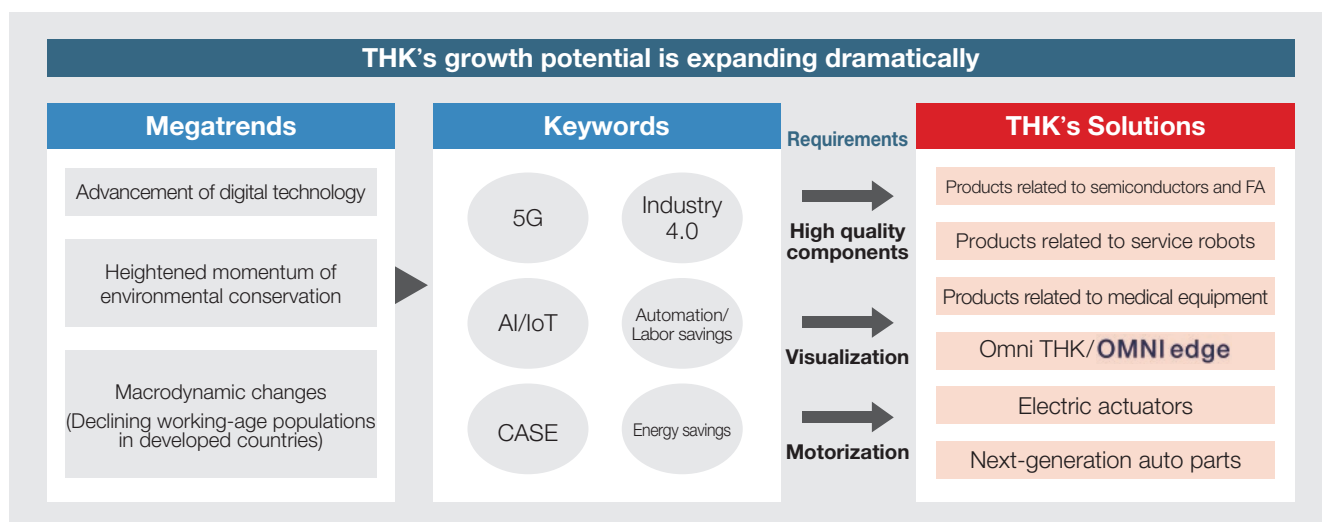 THK’s growth potential is expanding dramatically
Megatrends
Advancement of digital technology
Heightened momentum of
environmental conservation
Macrodynamic changes
(Declining working-age populations
in developed countries)
Keywords
5G
Industry
4.0
AI/IoT
Automation/
Labor savings
CASE
Energy savings
Requirements
High quality
components
Visualization
Motorization
THK’s Solutions
Products related to semiconductors and FA
Products related to service robots
Products related to medical equipment
Omni THK/OMNI edge
Electric actuators
Next-generation auto parts